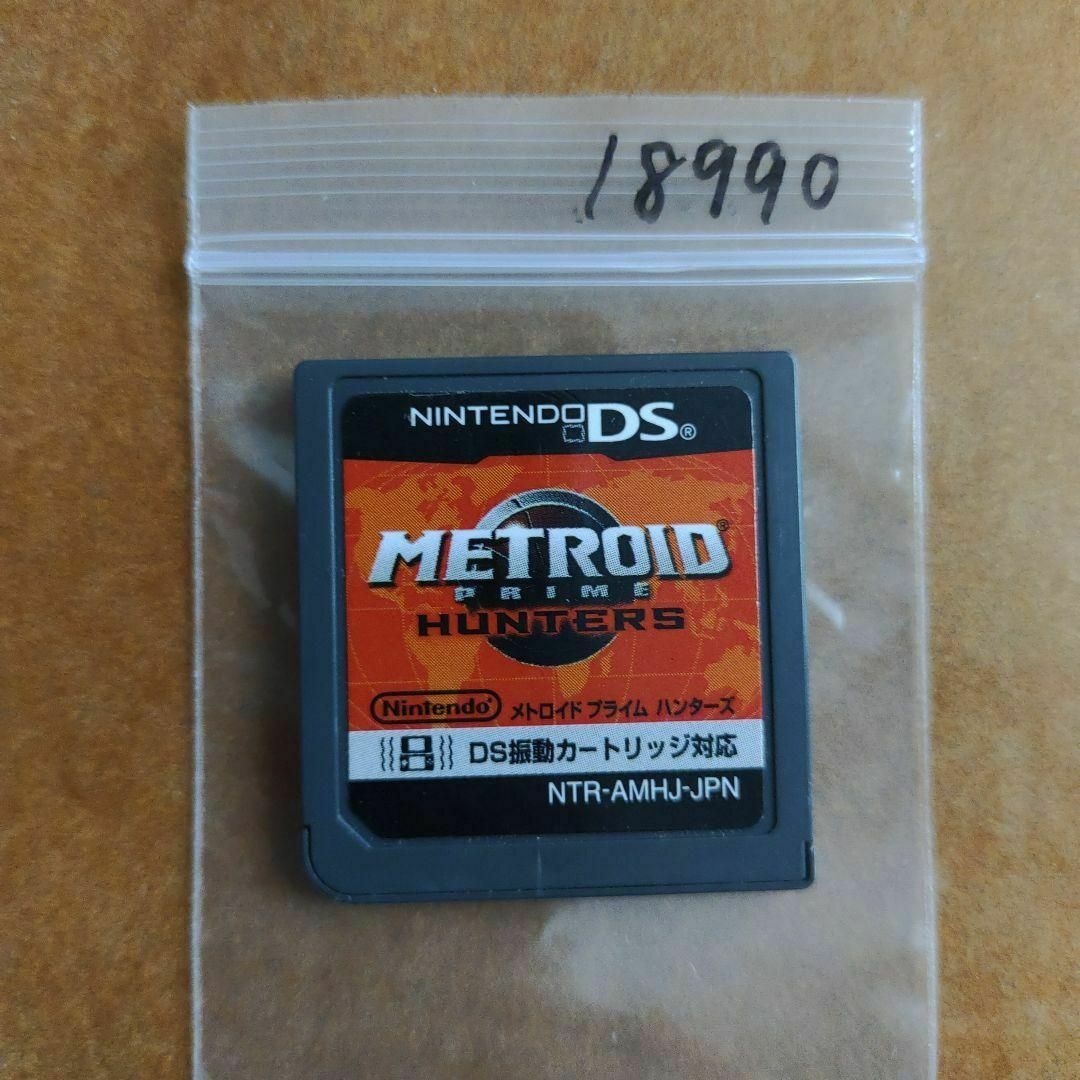 18990
NINTENDO DS®
METROID®
PRIME
HUNTERS
Nintendo® メトロイド プライム ハンターズ
DS振動カートリッジ対応
NTR-AMHJ-JPN